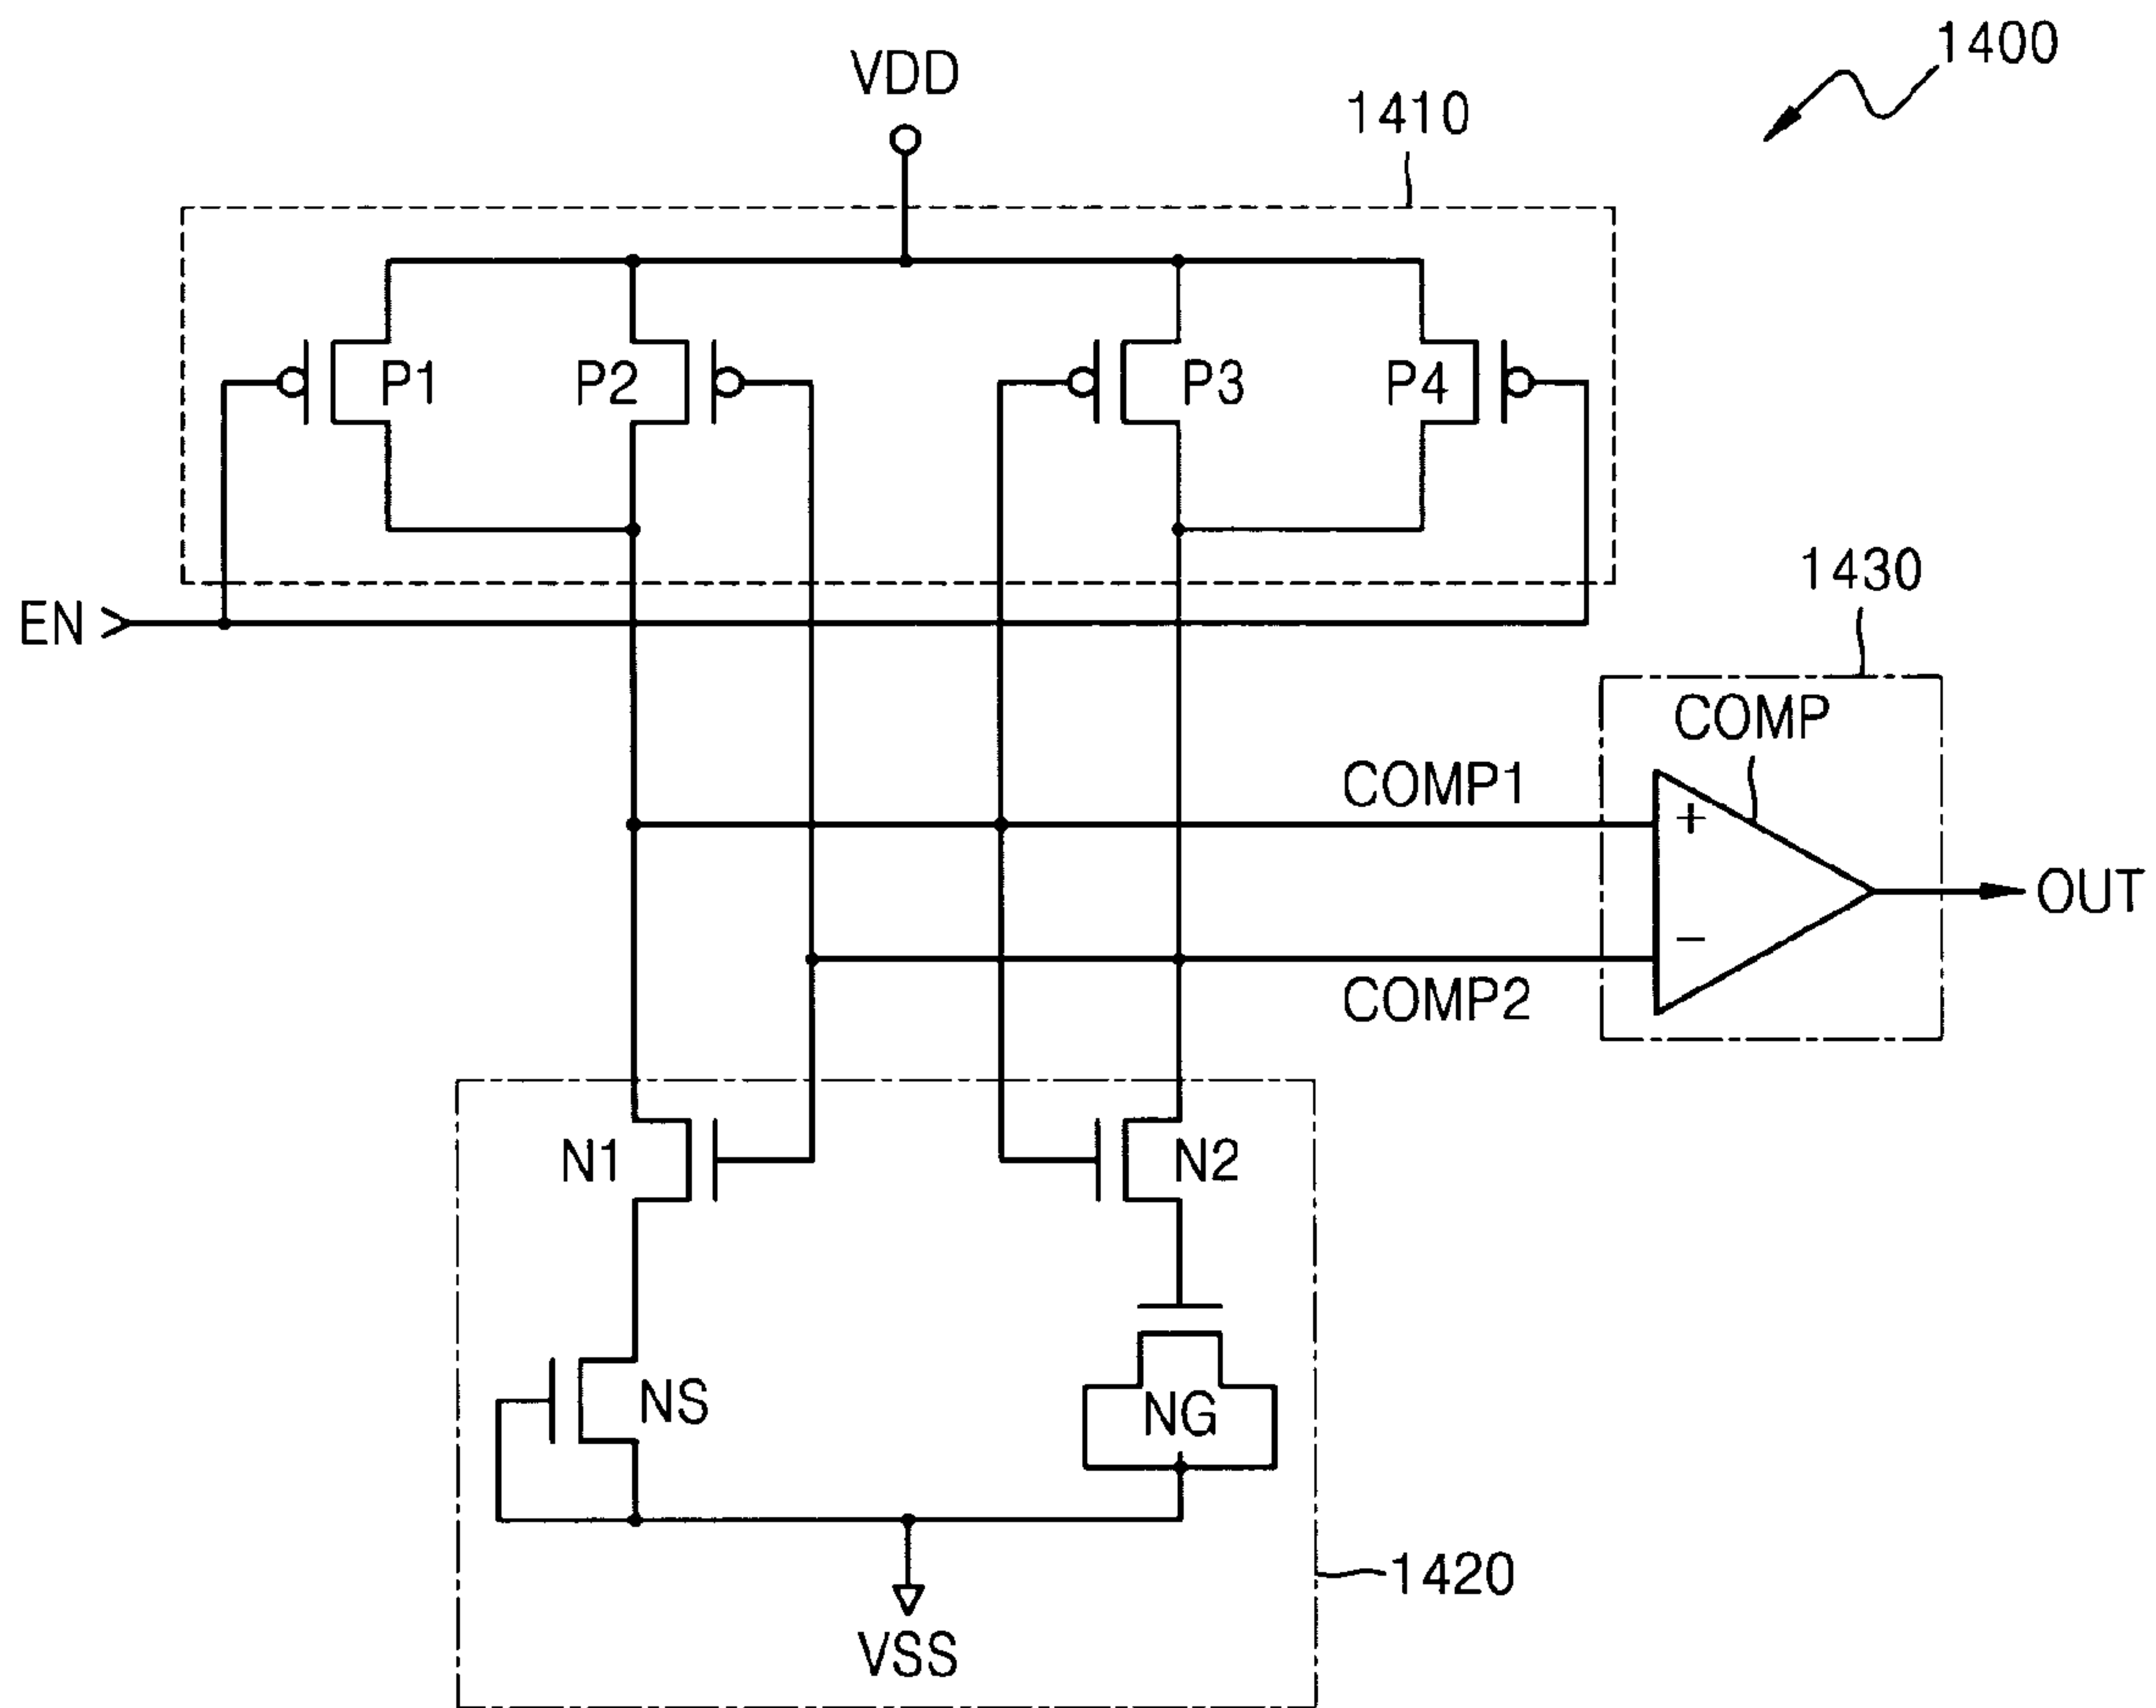 1400
VDD
1410
P1
P2
P3
P4
EN
1430
COMP
COMP1
+
OUT
−
COMP2
N1
N2
NS
NG
1420
VSS